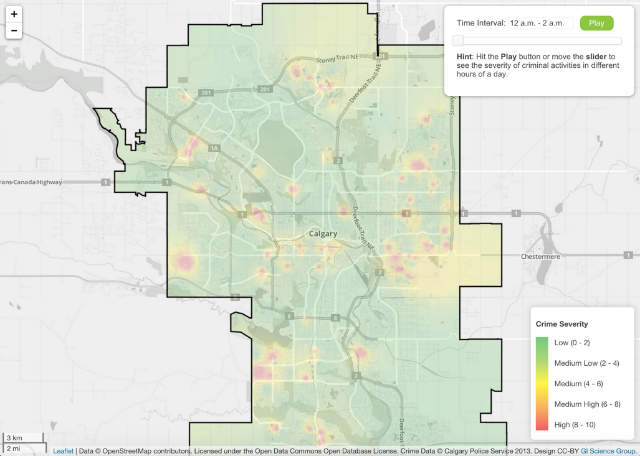 +
−
Time Interval: 12 a.m. - 2 a.m.
Play
Hint: Hit the Play button or move the slider to
see the severity of criminal activities in different
hours of a day.
Stoney Trail NE
Deerfoot Trail NE
Stoney
201
201
1A
2
rans-Canada Highway
1
1
1
1
1
1
Calgary
Deerfoot Trail NE
Chestermere
2
8
2
Deerfoot
Crime Severity
Low (0 - 2)
Medium Low (2 - 4)
Medium (4 - 6)
Medium High (6 - 8)
High (8 - 10)
3 km
2 mi
Leaflet | Data © OpenStreetMap contributors. Licensed under the Open Data Commons Open Database License. Crime Data © Calgary Police Service 2013. Design CC-BY GI Science Group.